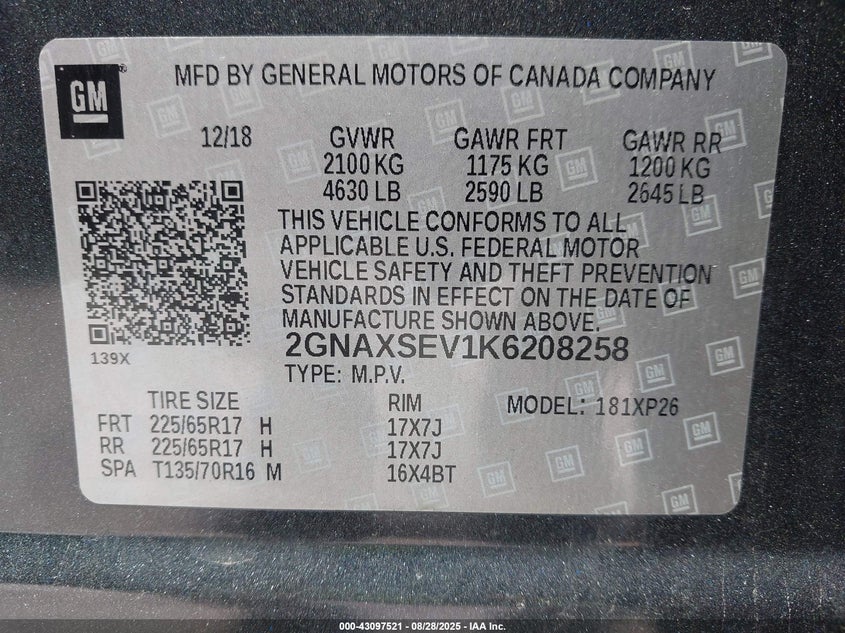 GM
MFD BY GENERAL MOTORS OF CANADA COMPANY
12/18 GVWR GAWR FRT GAWR RR
2100 KG 1175 KG 1200 KG
4630 LB 2590 LB 2645 LB
THIS VEHICLE CONFORMS TO ALL
APPLICABLE U.S. FEDERAL MOTOR
VEHICLE SAFETY AND THEFT PREVENTION
STANDARDS IN EFFECT ON THE DATE OF
MANUFACTURE SHOWN ABOVE.
139X
2GNAXSEV1K6208258
TYPE: M.P.V.
TIRE SIZE RIM MODEL: 181XP26
FRT 225/65R17 H 17X7J
RR 225/65R17 H 17X7J
SPA T135/70R16 M 16X4BT
000-43097521 - 08/28/2025 - IAA Inc.